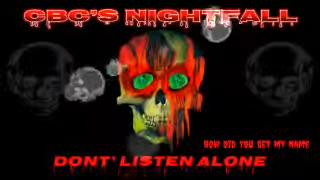 CBC'S NIGHTFALL
HOW DID YOU GET MY NAME
DONT' LISTEN ALONE